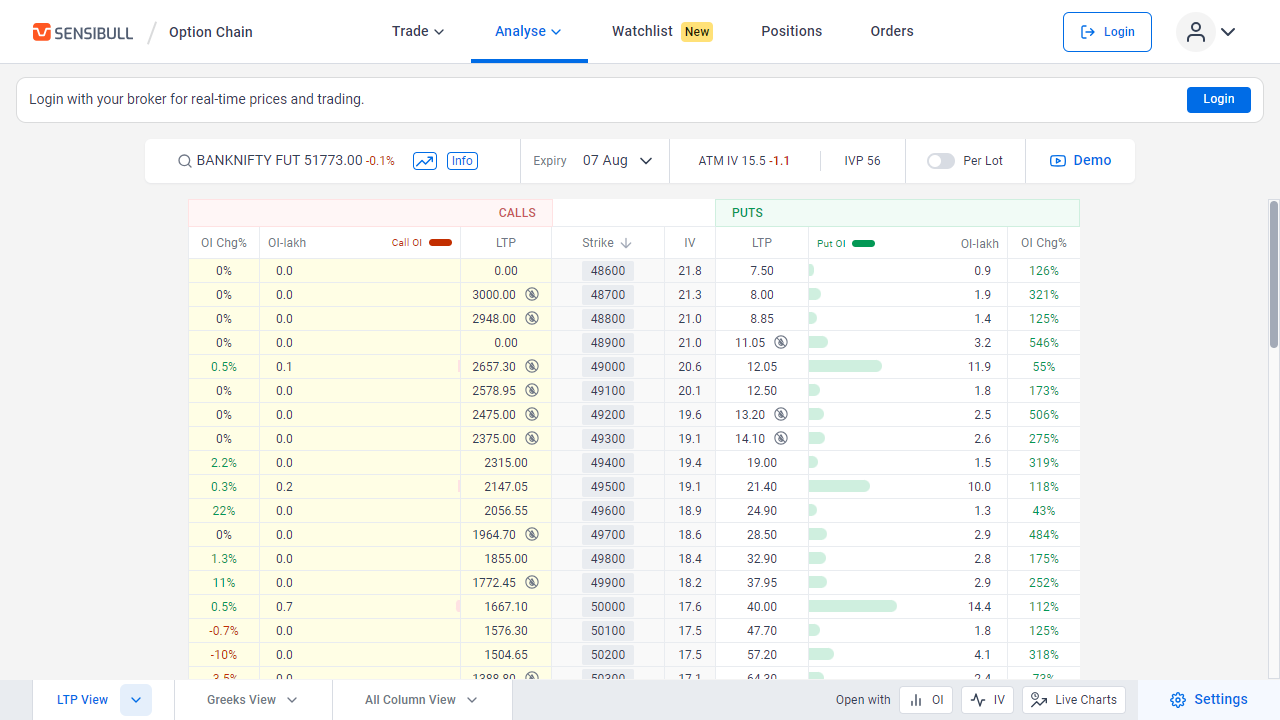 SENSIBULL / Option Chain Trade Analyse Watchlist New Positions Orders Login
Login with your broker for real-time prices and trading. Login
BANKNIFTY FUT 51773.00 -0.1% Info Expiry 07 Aug ATM IV 15.5 -1.1 IVP 56 Per Lot Demo
CALLS PUTS
OI Chg% OI-lakh Call OI LTP Strike IV LTP Put OI OI-lakh OI Chg%
0% 0.0 0.00 48600 21.8 7.50 0.9 126%
0% 0.0 3000.00 48700 21.3 8.00 1.9 321%
0% 0.0 2948.00 48800 21.0 8.85 1.4 125%
0% 0.0 0.00 48900 21.0 11.05 3.2 546%
0.5% 0.1 2657.30 49000 20.6 12.05 11.9 55%
0% 0.0 2578.95 49100 20.1 12.50 1.8 173%
0% 0.0 2475.00 49200 19.6 13.20 2.5 506%
0% 0.0 2375.00 49300 19.1 14.10 2.6 275%
2.2% 0.0 2315.00 49400 19.4 19.00 1.5 319%
0.3% 0.2 2147.05 49500 19.1 21.40 10.0 118%
22% 0.0 2056.55 49600 18.9 24.90 1.3 43%
0% 0.0 1964.70 49700 18.6 28.50 2.9 484%
1.3% 0.0 1855.00 49800 18.4 32.90 2.8 175%
11% 0.0 1772.45 49900 18.2 37.95 2.9 252%
0.5% 0.7 1667.10 50000 17.6 40.00 14.4 112%
-0.7% 0.0 1576.30 50100 17.5 47.70 1.8 125%
-10% 0.0 1504.65 50200 17.5 57.20 4.1 318%
-3.5% 0.0 1388.80 50300 17.1 64.30 2.4 73%
LTP View Greeks View All Column View Open with OI IV Live Charts Settings